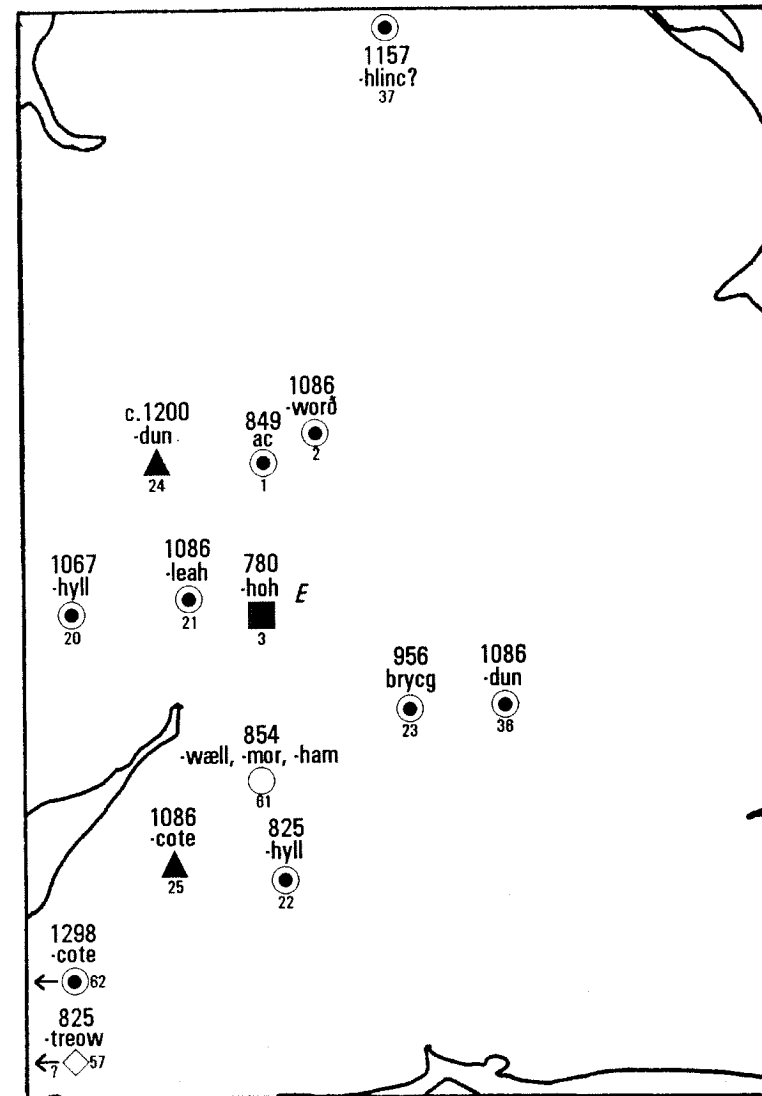 1157
-hlinc?
37
1086
-worð
2
c.1200
-dun
24
849
ac
1
1067
-hyll
20
1086
-leah
21
780
-hoh
E
3
956
brycg
23
1086
-dun
36
854
-wæll, -mor, -ham
61
1086
-cote
25
825
-hyll
22
1298
-cote
62
825
-treow
57
?